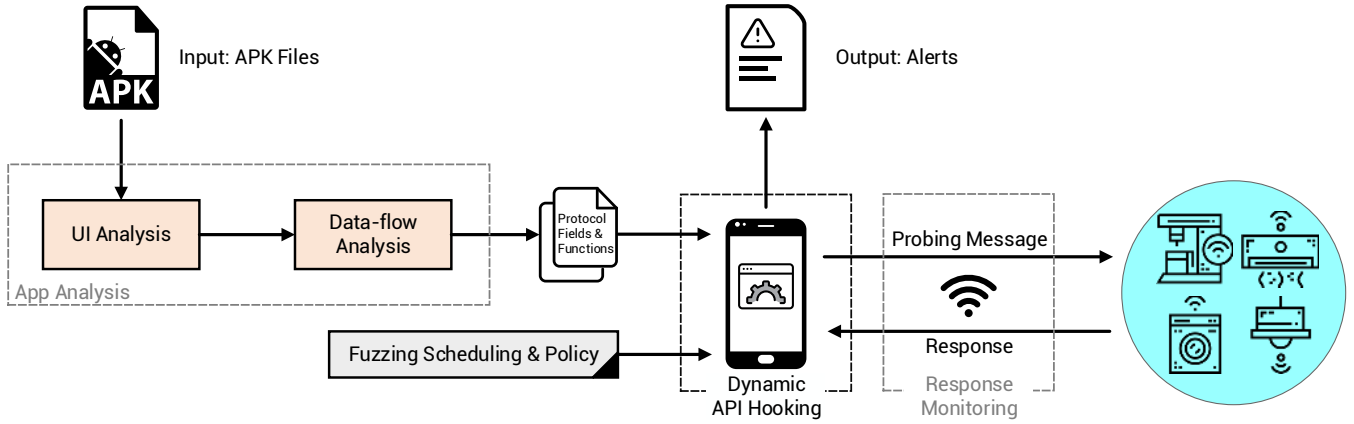 APK
Input: APK Files
Output: Alerts
UI Analysis
Data-flow
Analysis
App Analysis
Protocol
Fields &
Functions
Fuzzing Scheduling & Policy
Dynamic
API Hooking
Probing Message
Response
Response
Monitoring